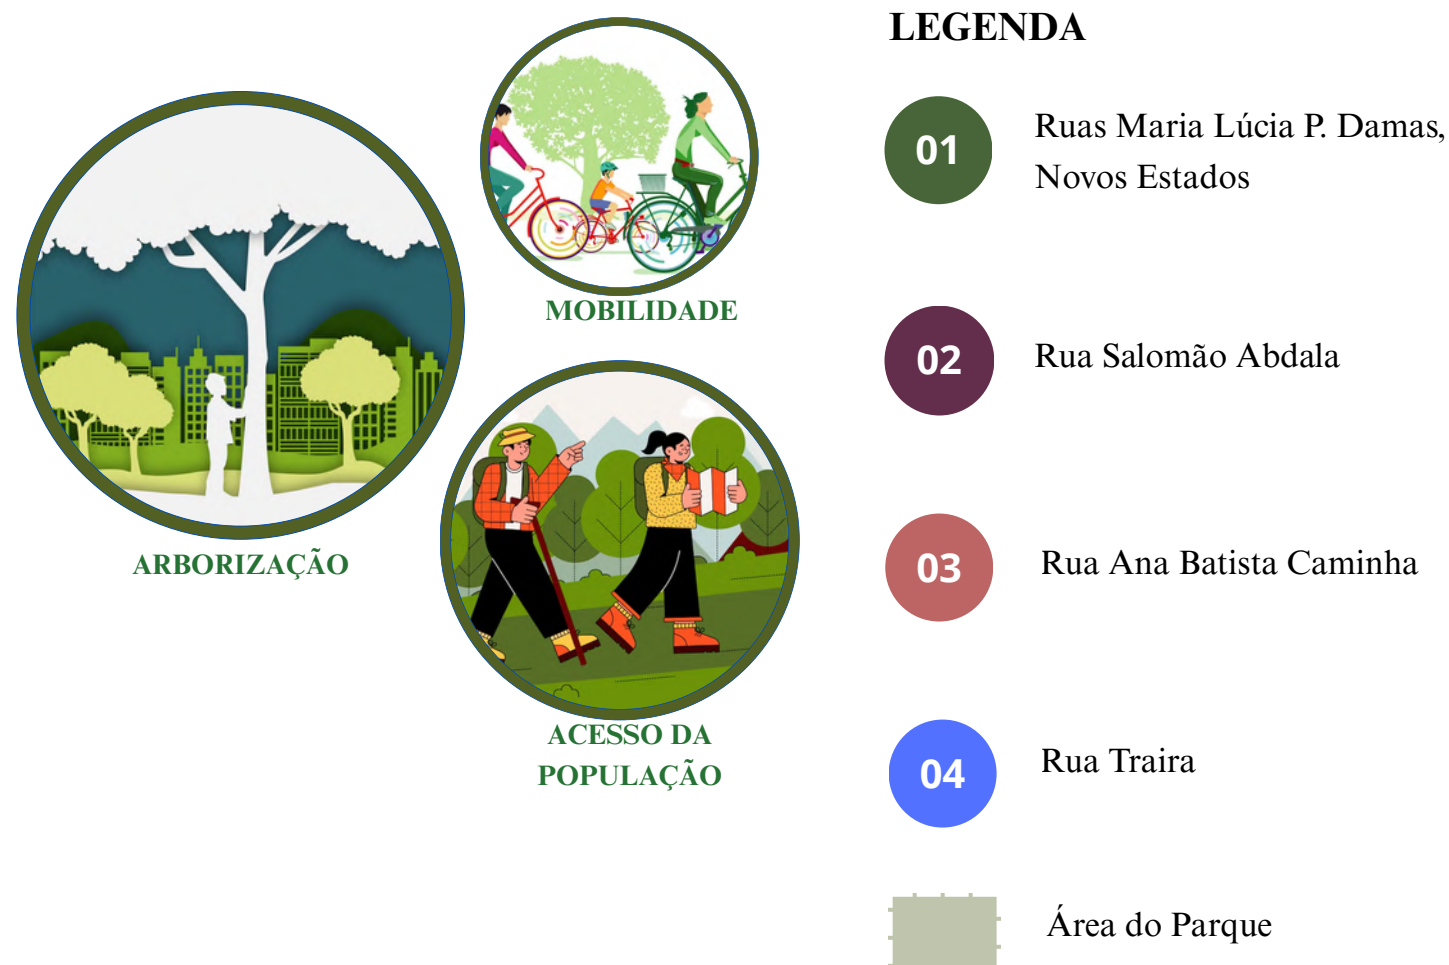 MOBILIDADE
ARBORIZAÇÃO
ACESSO DA
POPULAÇÃO
LEGENDA
01
Ruas Maria Lúcia P. Damas,
Novos Estados
02
Rua Salomão Abdala
03
Rua Ana Batista Caminha
04
Rua Traira
Área do Parque